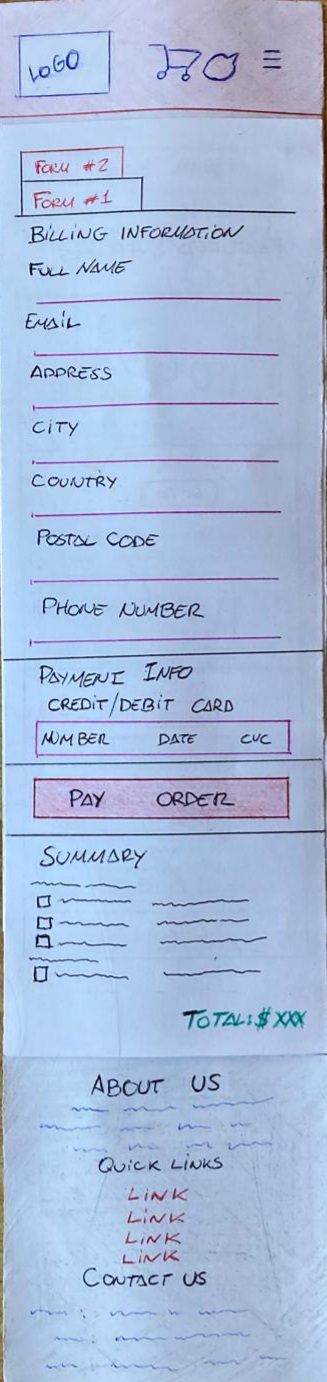 LOGO
FORM #2
FORM #1
BILLING INFORMATION
FULL NAME
EMAIL
ADDRESS
CITY
COUNTRY
POSTAL CODE
PHONE NUMBER
PAYMENT INFO
CREDIT/DEBIT CARD
NUMBER DATE CVC
PAY ORDER
SUMMARY
TOTAL: $ XXX
ABOUT US
QUICK LINKS
LINK
LINK
LINK
LINK
CONTACT US